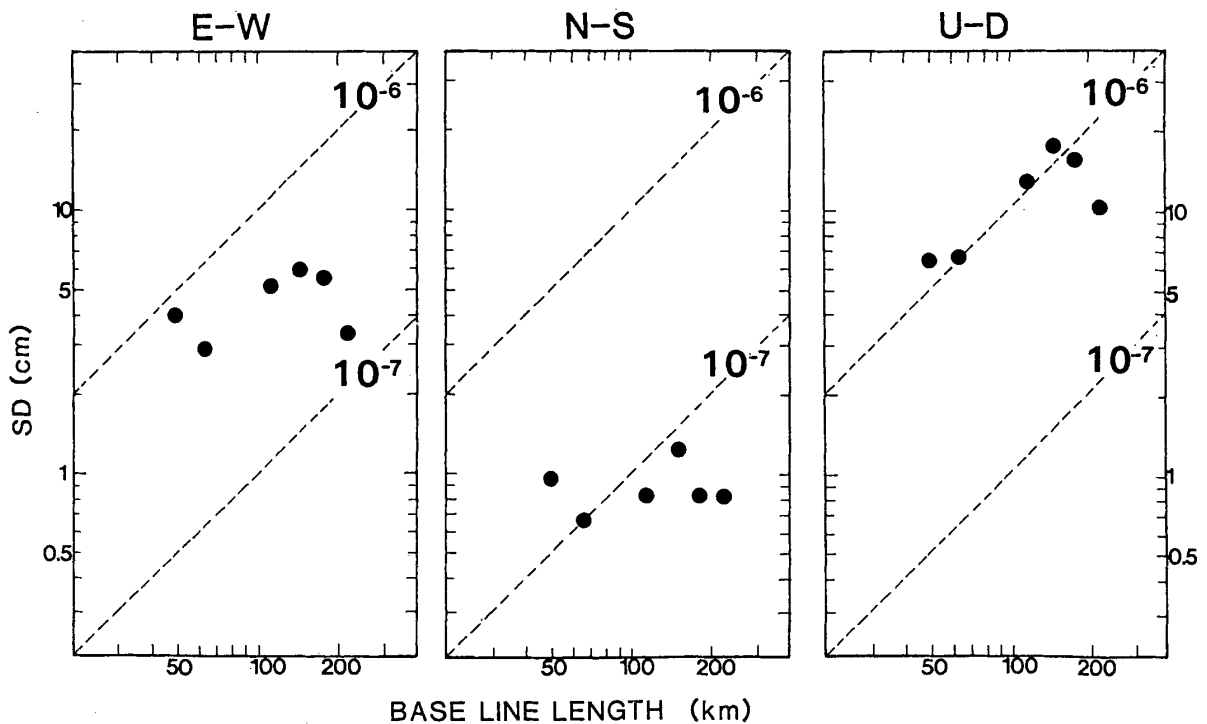 E-W N-S U-D
10⁻⁶ 10⁻⁶ 10⁻⁶
10 10
5 5
10⁻⁷ 10⁻⁷ 10⁻⁷
SD (cm)
1 1
0.5 0.5
50 100 200 50 100 200 50 100 200
BASE LINE LENGTH (km)